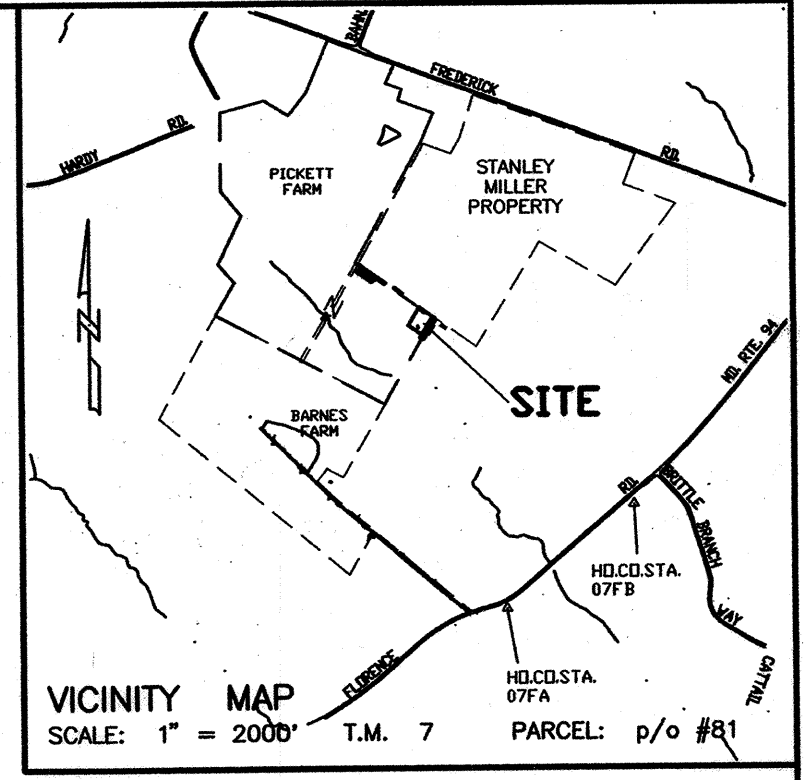 BAHN.
FREDERICK
RD.
HARDY RD.
PICKETT
FARM
STANLEY
MILLER
PROPERTY
MD. RTE. 94
SITE
BARNES
FARM
RD.
BRITTLE BRANCH
WAY
HO.CO.STA.
07FB
FLORENCE
HO.CO.STA.
07FA
CATTAIL
VICINITY MAP
SCALE: 1" = 2000' T.M. 7 PARCEL: p/o #81